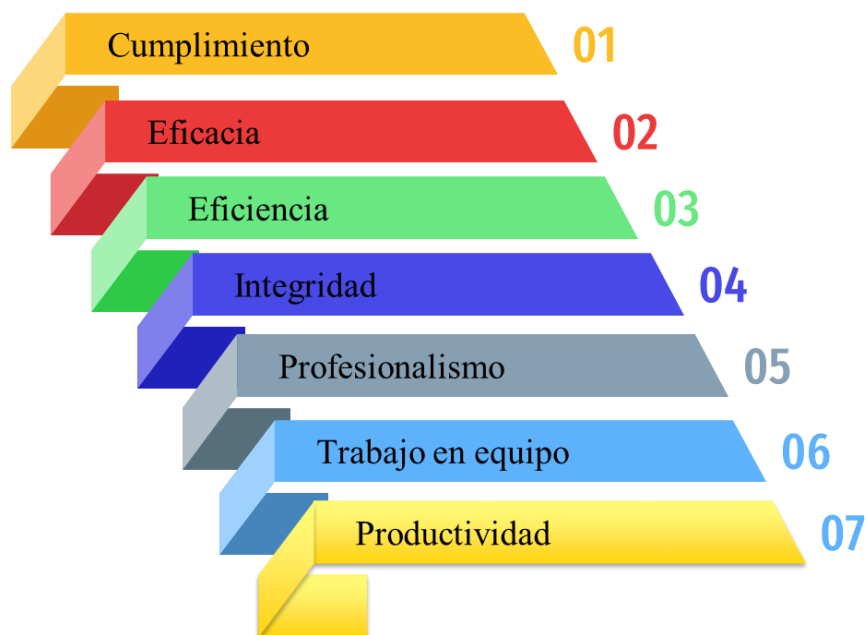 Cumplimiento 01
Eficacia 02
Eficiencia 03
Integridad 04
Profesionalismo 05
Trabajo en equipo 06
Productividad 07